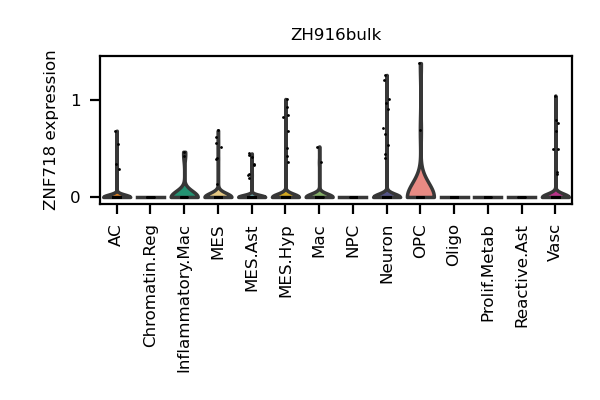 ZH916bulk
ZNF718 expression
1
0
AC
Chromatin.Reg
Inflammatory.Mac
MES
MES.Ast
MES.Hyp
Mac
NPC
Neuron
OPC
Oligo
Prolif.Metab
Reactive.Ast
Vasc